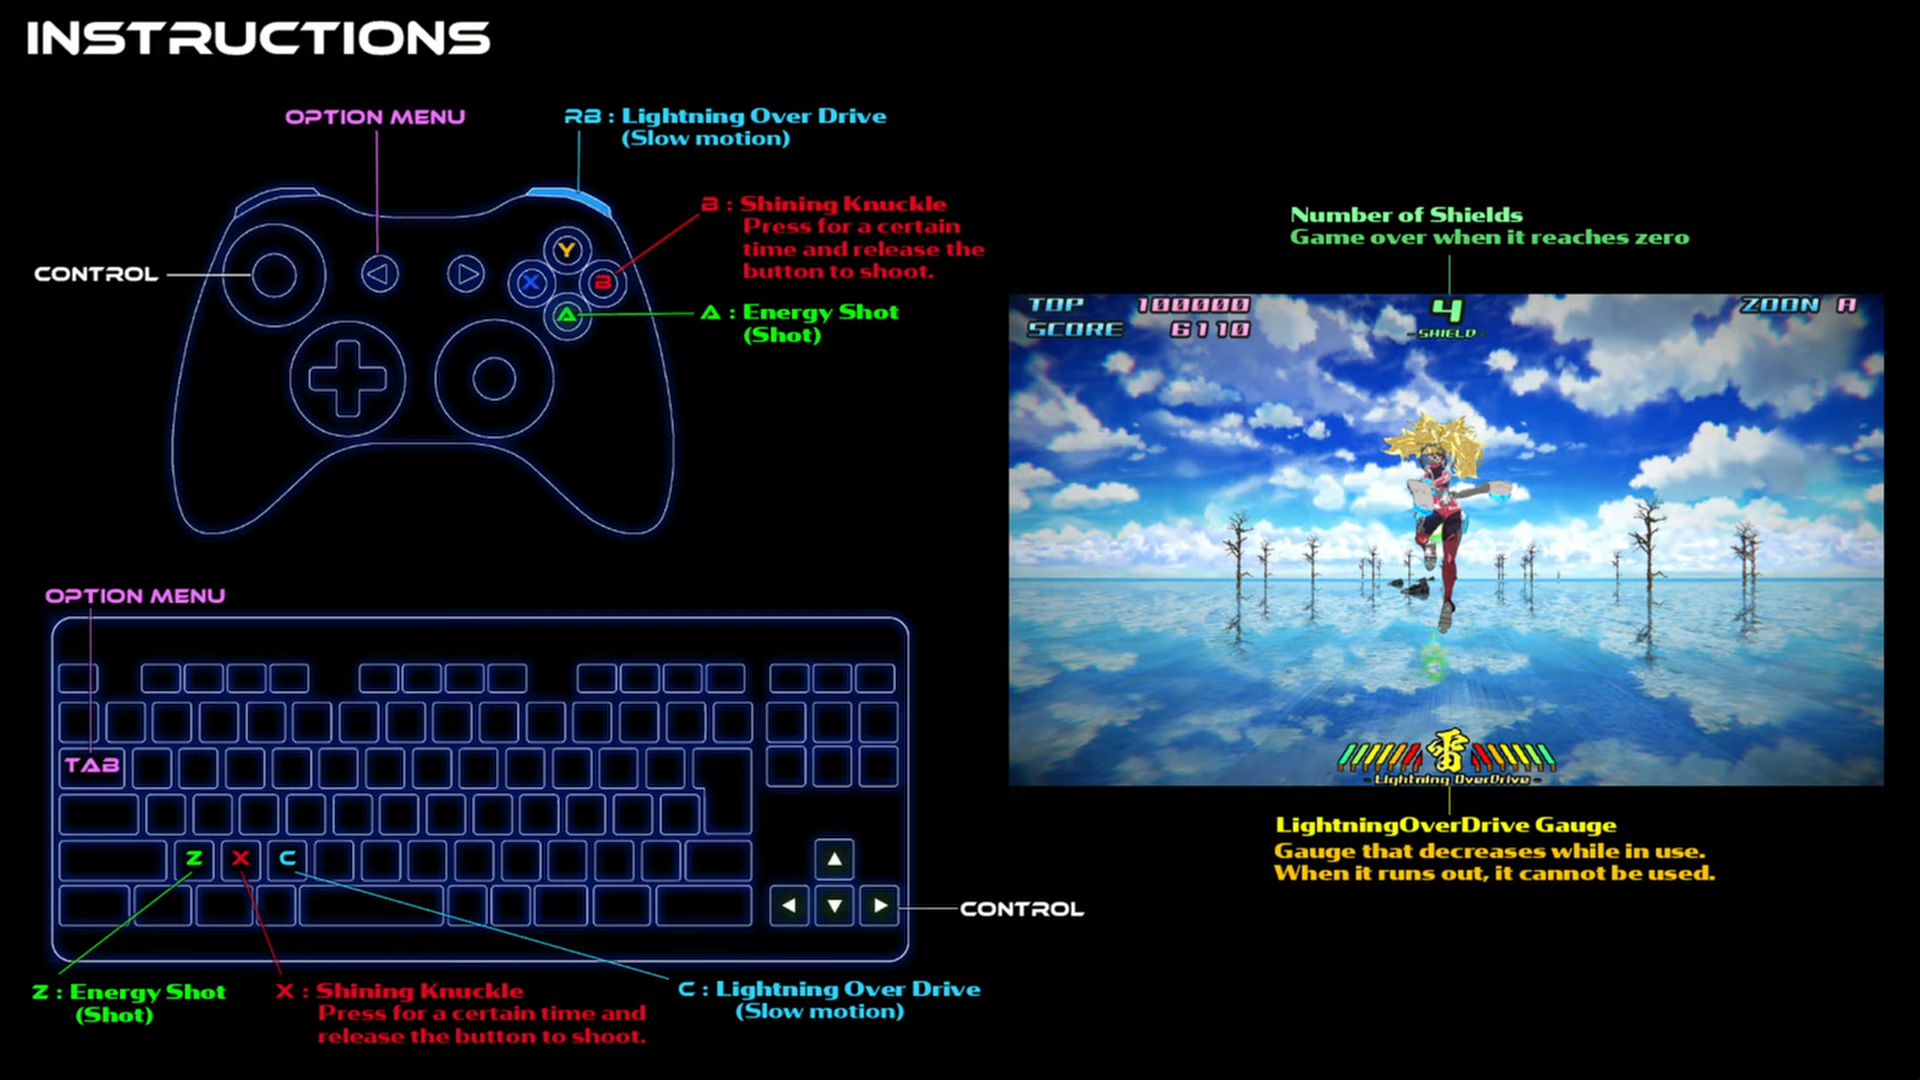 INSTRUCTIONS
OPTION MENU
RB : Lightning Over Drive
(Slow motion)
B : Shining Knuckle
Press for a certain
time and release the
button to shoot.
CONTROL
Y
X
B
A
A : Energy Shot
(Shot)
Number of Shields
Game over when it reaches zero
TOP 100000
SCORE 6110
4
- SHIELD -
ZOON A
雷
- Lightning OverDrive -
LightningOverDrive Gauge
Gauge that decreases while in use.
When it runs out, it cannot be used.
OPTION MENU
TAB
Z
X
C
CONTROL
Z : Energy Shot
(Shot)
X : Shining Knuckle
Press for a certain time and
release the button to shoot.
C : Lightning Over Drive
(Slow motion)